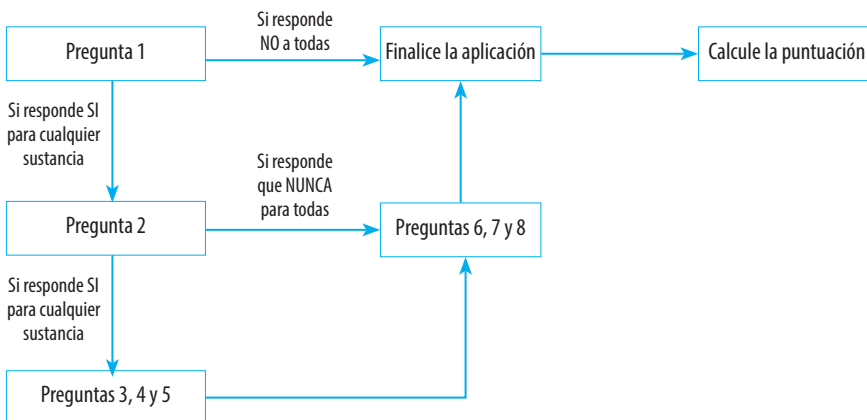 Pregunta 1
Si responde
NO a todas
Finalice la aplicación
Calcule la puntuación
Si responde SI
para cualquier
sustancia
Pregunta 2
Si responde
que NUNCA
para todas
Preguntas 6, 7 y 8
Si responde SI
para cualquier
sustancia
Preguntas 3, 4 y 5